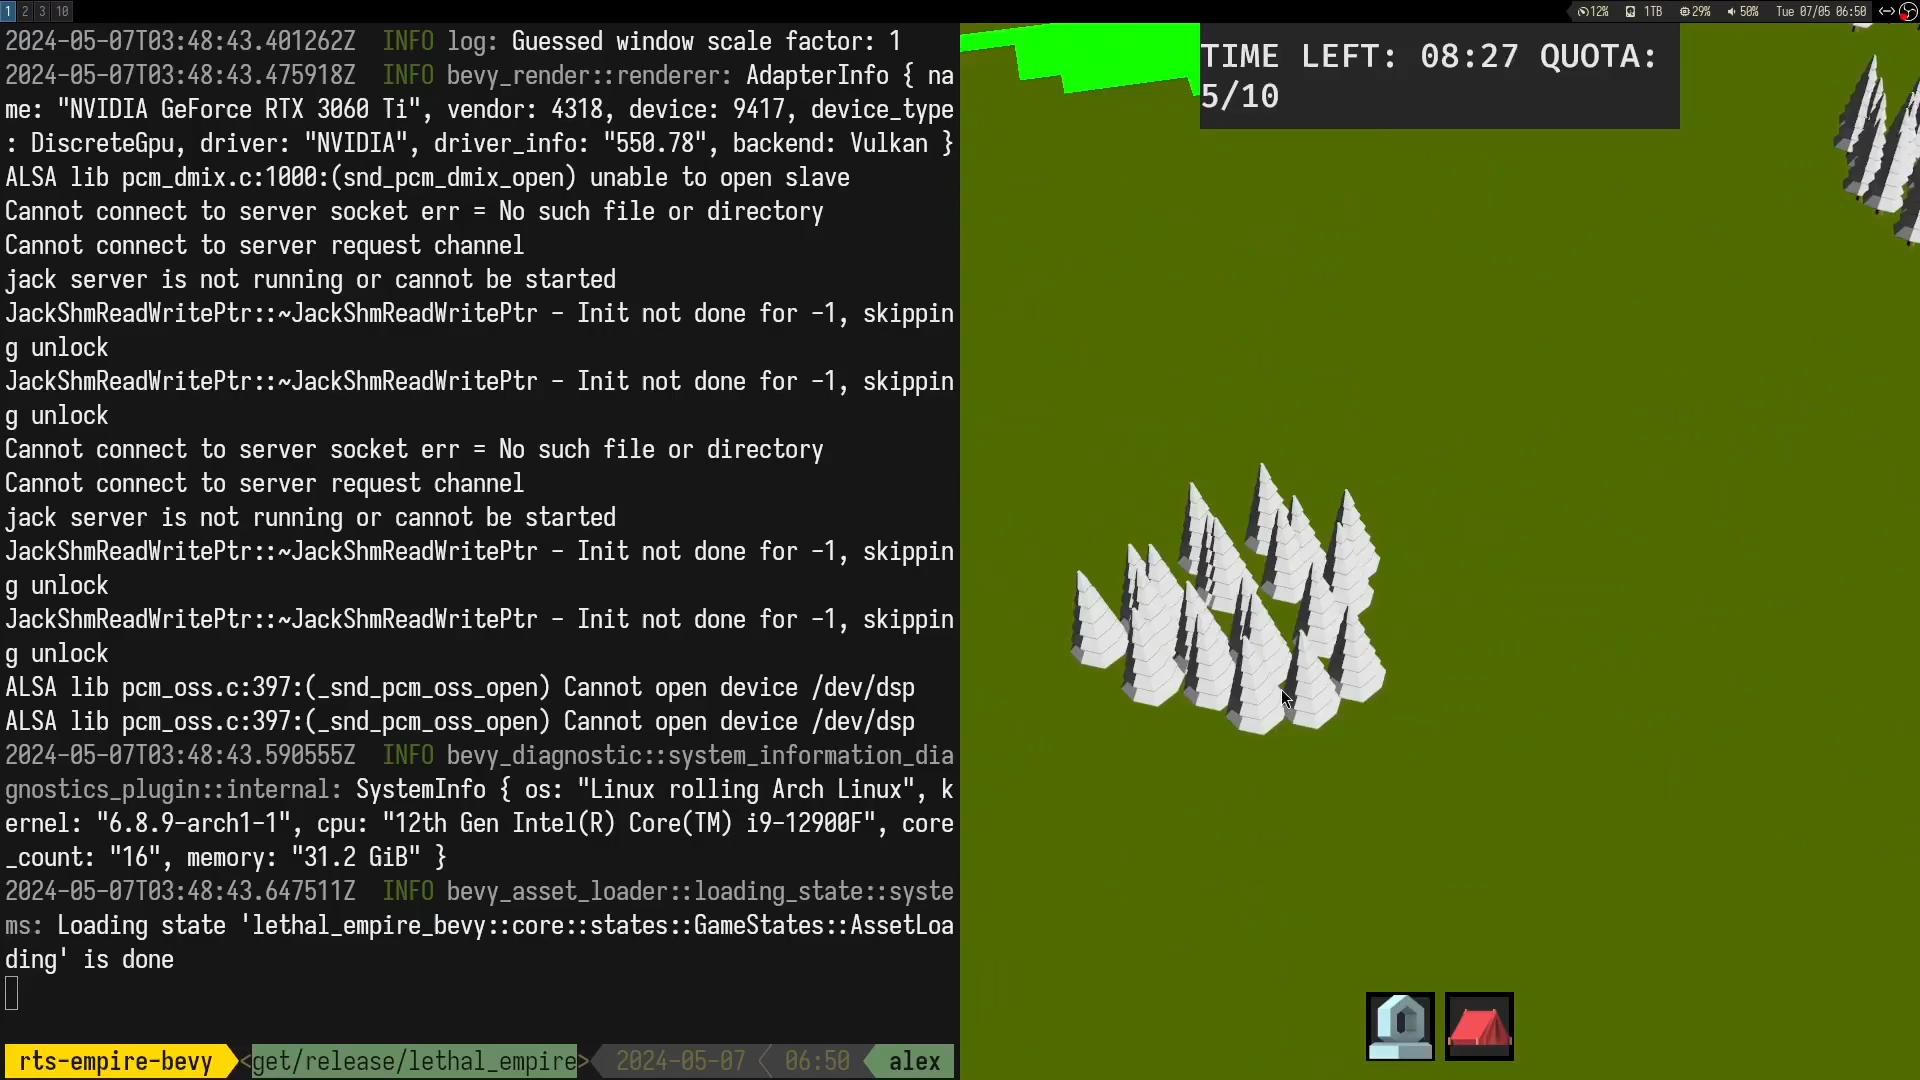 1 2 3 10
12% 1TB 29% 50% Tue 07/05 06:50
2024-05-07T03:48:43.401262Z  INFO log: Guessed window scale factor: 1
2024-05-07T03:48:43.475918Z  INFO bevy_render::renderer: AdapterInfo { na
me: "NVIDIA GeForce RTX 3060 Ti", vendor: 4318, device: 9417, device_type
: DiscreteGpu, driver: "NVIDIA", driver_info: "550.78", backend: Vulkan }
ALSA lib pcm_dmix.c:1000:(snd_pcm_dmix_open) unable to open slave
Cannot connect to server socket err = No such file or directory
Cannot connect to server request channel
jack server is not running or cannot be started
JackShmReadWritePtr::~JackShmReadWritePtr - Init not done for -1, skippin
g unlock
JackShmReadWritePtr::~JackShmReadWritePtr - Init not done for -1, skippin
g unlock
Cannot connect to server socket err = No such file or directory
Cannot connect to server request channel
jack server is not running or cannot be started
JackShmReadWritePtr::~JackShmReadWritePtr - Init not done for -1, skippin
g unlock
JackShmReadWritePtr::~JackShmReadWritePtr - Init not done for -1, skippin
g unlock
ALSA lib pcm_oss.c:397:(_snd_pcm_oss_open) Cannot open device /dev/dsp
ALSA lib pcm_oss.c:397:(_snd_pcm_oss_open) Cannot open device /dev/dsp
2024-05-07T03:48:43.590555Z  INFO bevy_diagnostic::system_information_dia
gnostics_plugin::internal: SystemInfo { os: "Linux rolling Arch Linux", k
ernel: "6.8.9-arch1-1", cpu: "12th Gen Intel(R) Core(TM) i9-12900F", core
_count: "16", memory: "31.2 GiB" }
2024-05-07T03:48:43.647511Z  INFO bevy_asset_loader::loading_state::syste
ms: Loading state 'lethal_empire_bevy::core::states::GameStates::AssetLoa
ding' is done
rts-empire-bevy <get/release/lethal_empire> 2024-05-07 06:50 alex
TIME LEFT: 08:27 QUOTA:
5/10